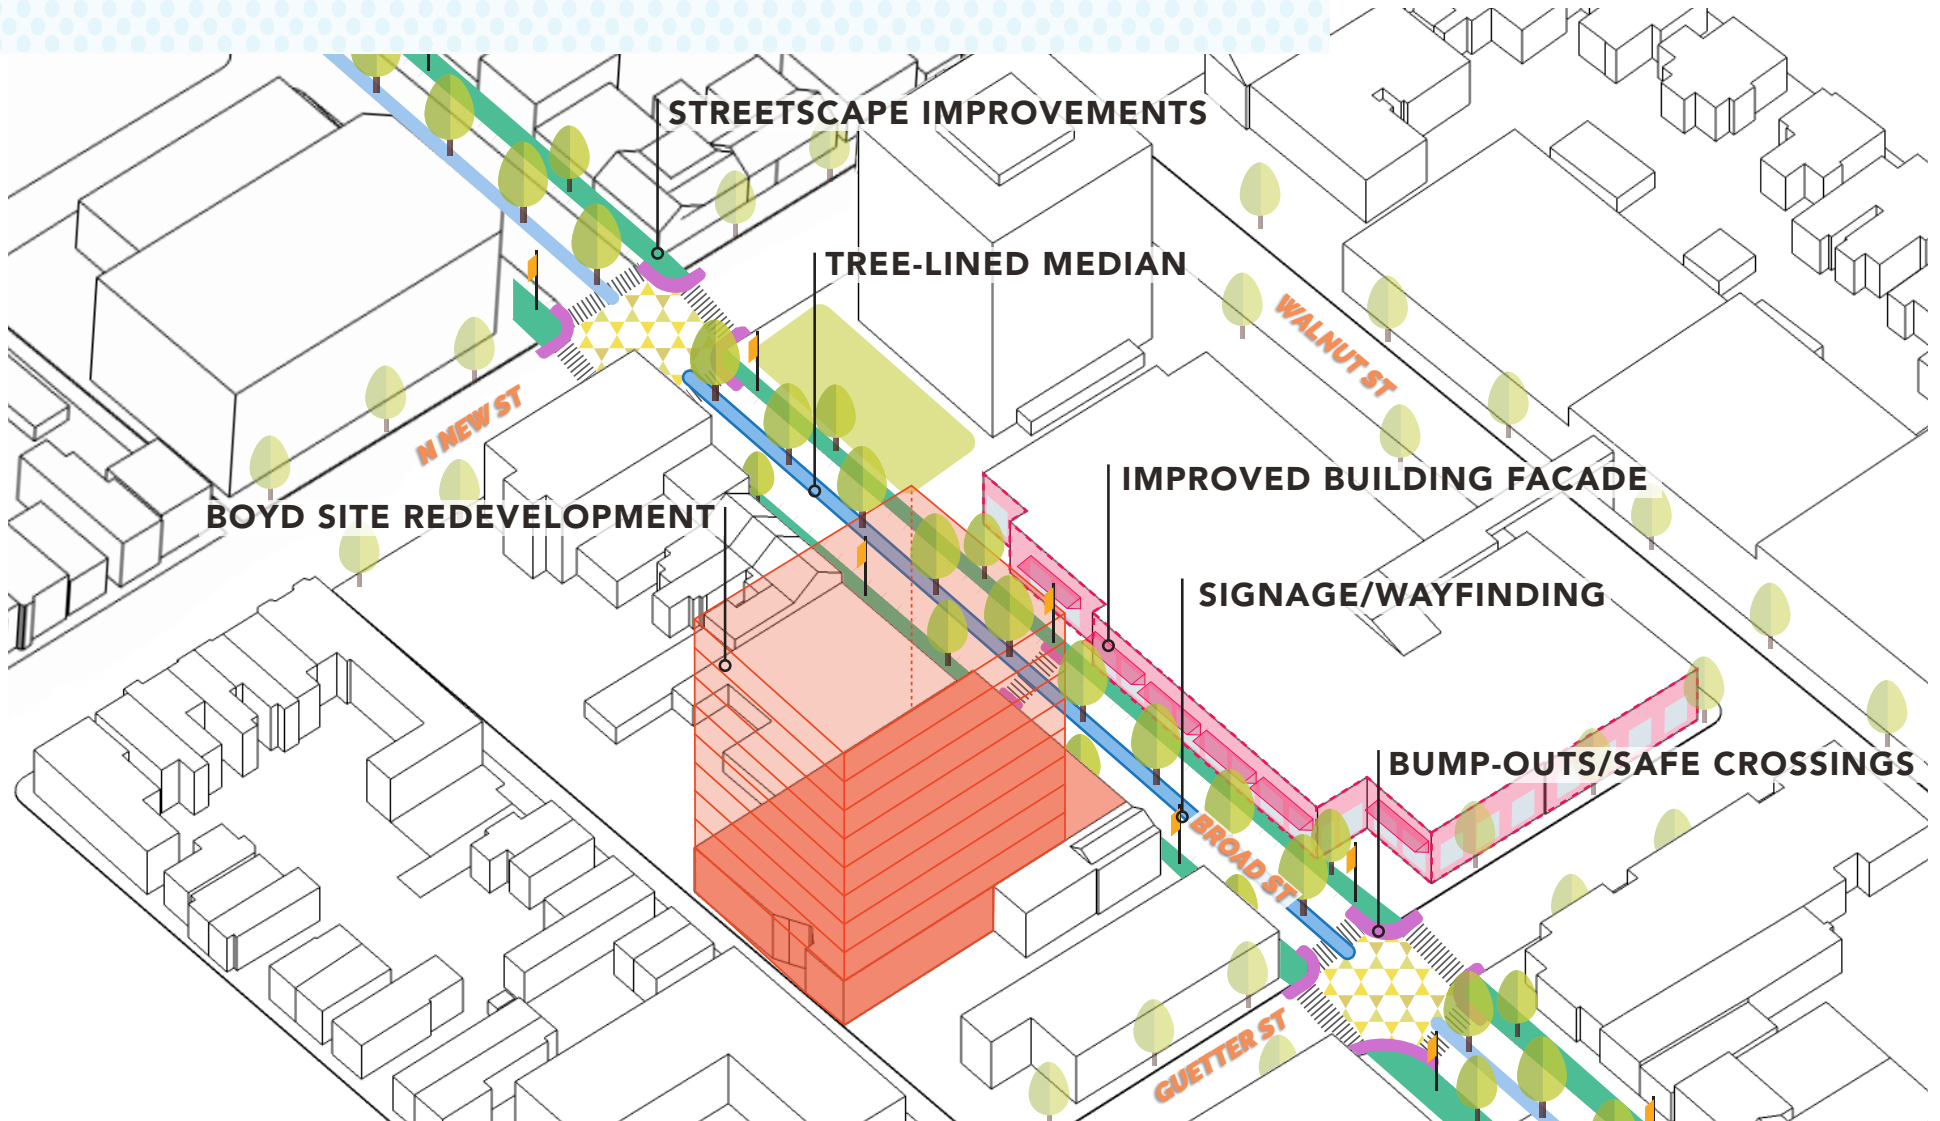 STREETSCAPE IMPROVEMENTS
TREE-LINED MEDIAN
WALNUT ST
N NEW ST
IMPROVED BUILDING FACADE
BOYD SITE REDEVELOPMENT
SIGNAGE/WAYFINDING
BUMP-OUTS/SAFE CROSSINGS
BROAD ST
GUETTER ST